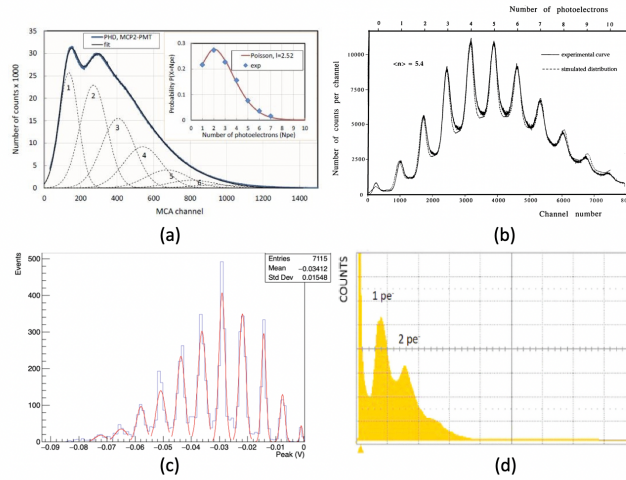 35
30
25
20
15
10
5
0
Number of counts x 1000
0 200 400 600 800 1000 1200 1400
MCA channel
PHD, MCP2-PMT
fit
1
2
3
4
5
6
0.3
0.2
0.1
0
Probability P(X=Npe)
Poisson, l=2.52
exp
0 1 2 3 4 5 6 7 8 9 10
Number of photoelectrons (Npe)
(a)
Number of photoelectrons
0 1 2 3 4 5 6 7 8 9 10
10000
7500
5000
2500
0
Number of counts per channel
<n> = 5.4
experimental curve
simulated distribution
0 1000 2000 3000 4000 5000 6000 7000
Channel number
(b)
Events
500
400
300
200
100
0
Entries 7115
Mean −0.03412
Std Dev 0.01548
−0.09 −0.08 −0.07 −0.06 −0.05 −0.04 −0.03 −0.02 −0.01 0
Peak (V)
(c)
COUNTS
1 pe⁻
2 pe⁻
(d)